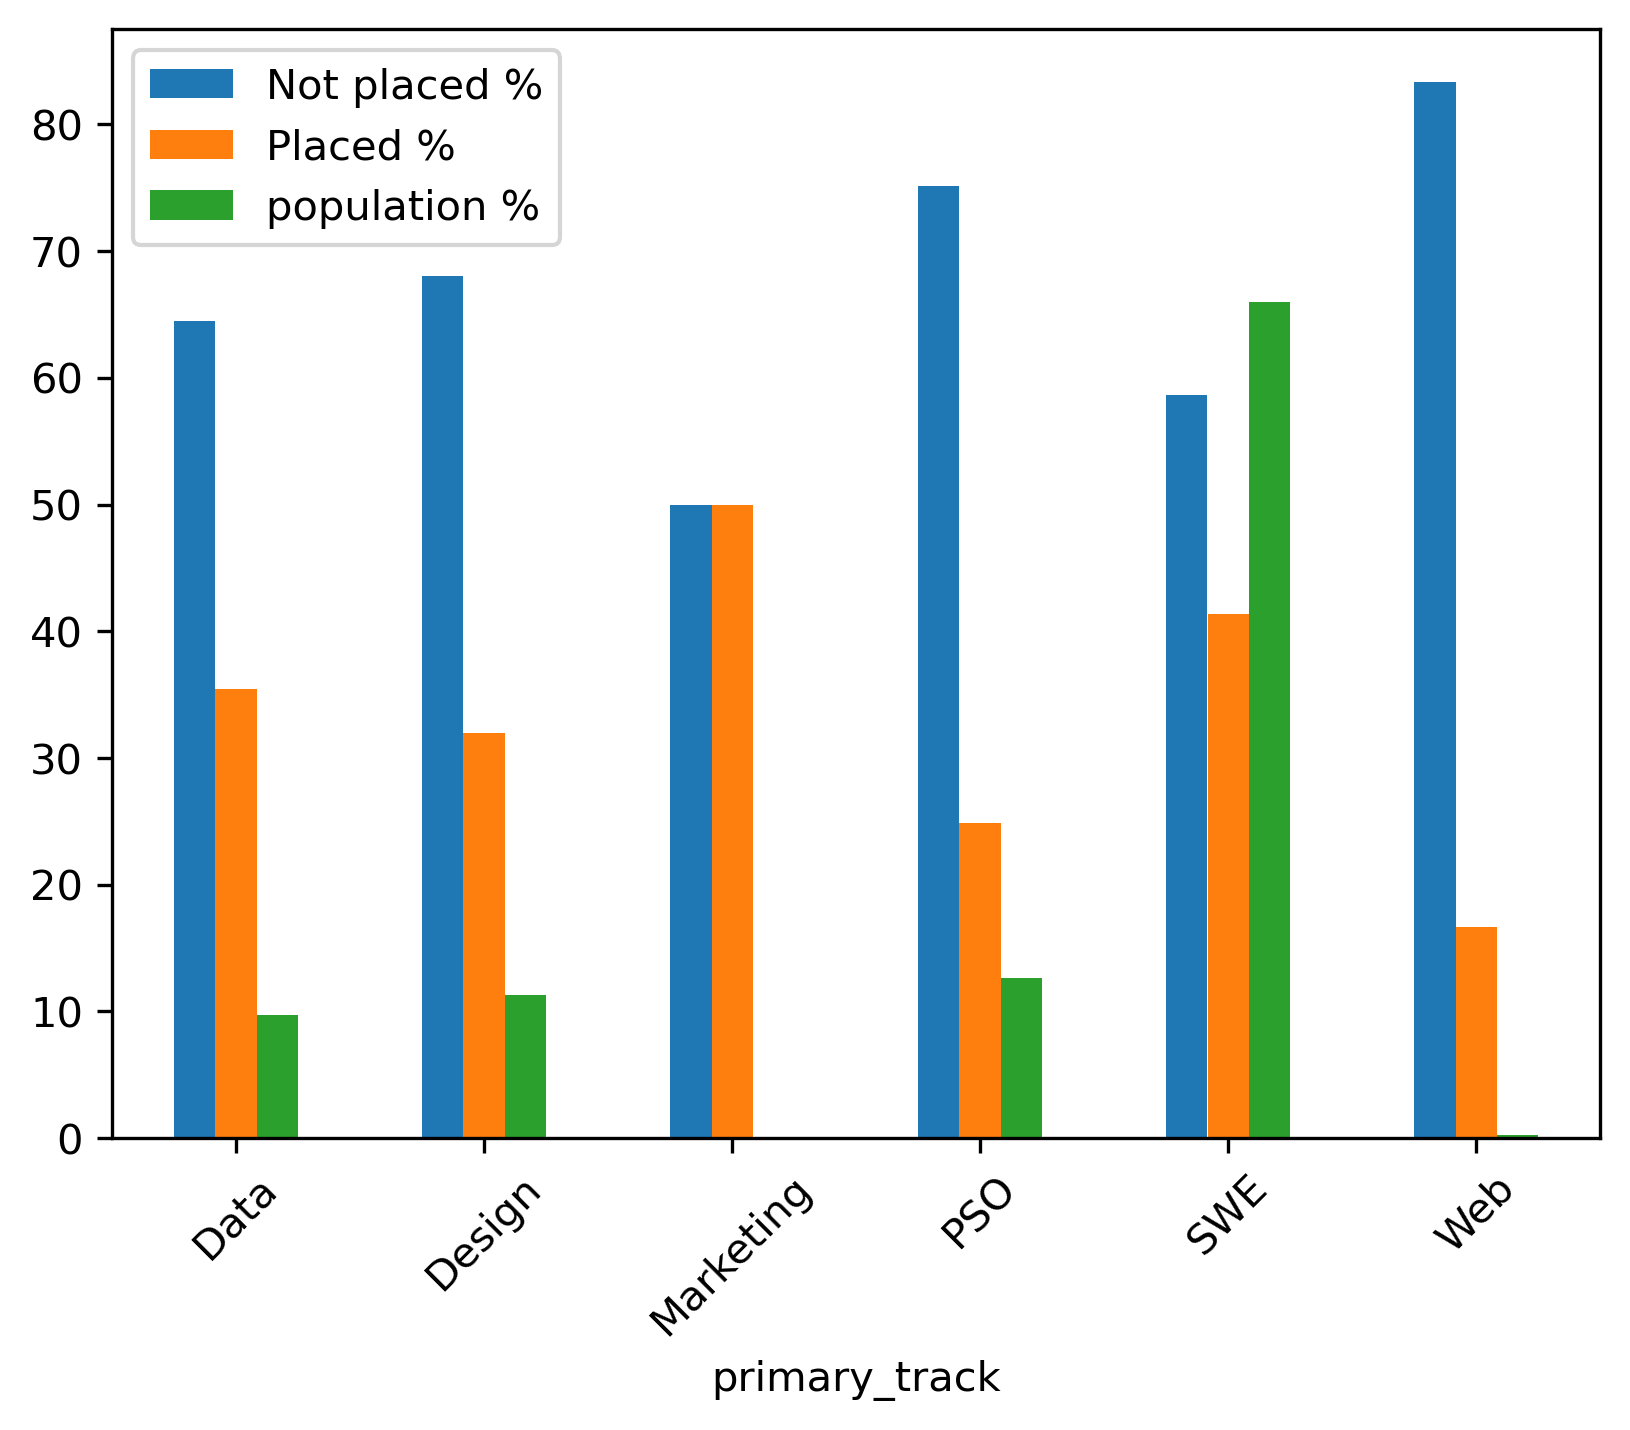 Not placed %
Placed %
population %
80
70
60
50
40
30
20
10
0
Data
Design
Marketing
PSO
SWE
Web
primary_track